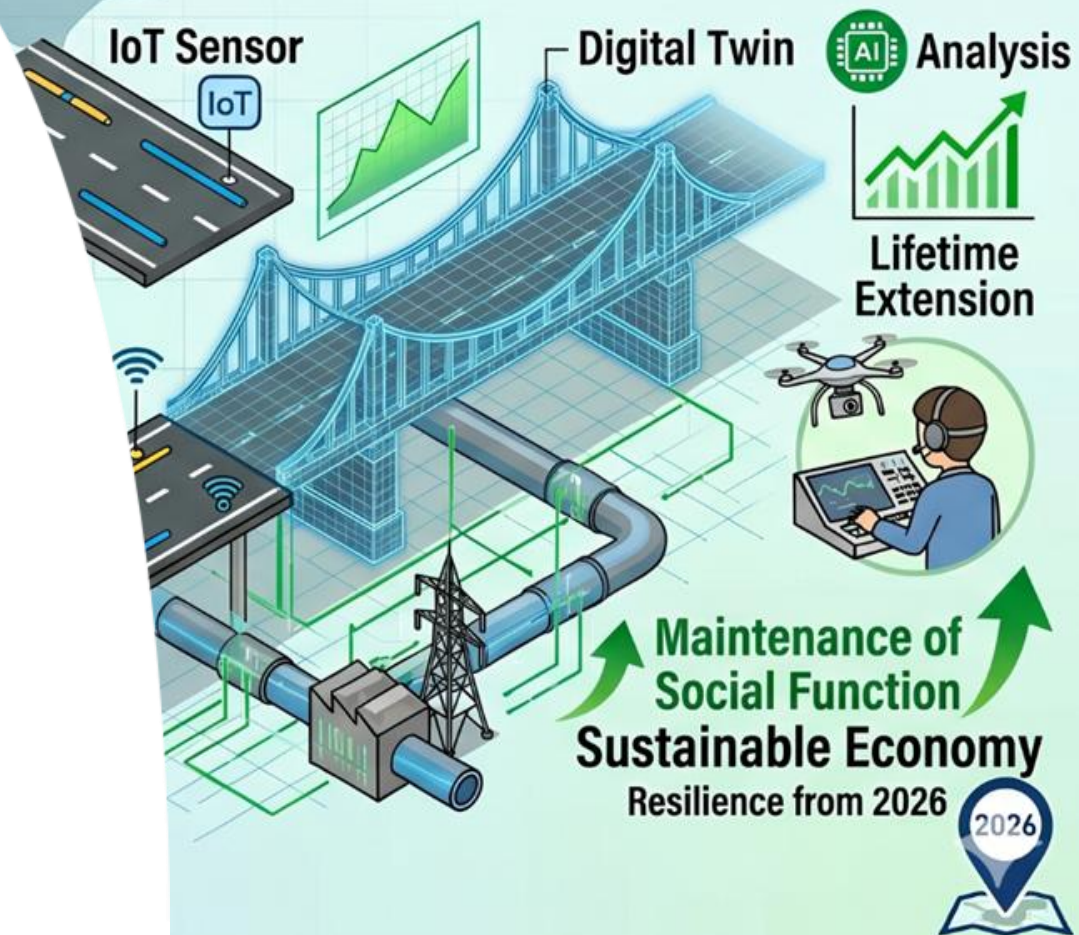 IoT Sensor
IoT
Digital Twin
AI Analysis
Lifetime
Extension
Maintenance of
Social Function
Sustainable Economy
Resilience from 2026
2026